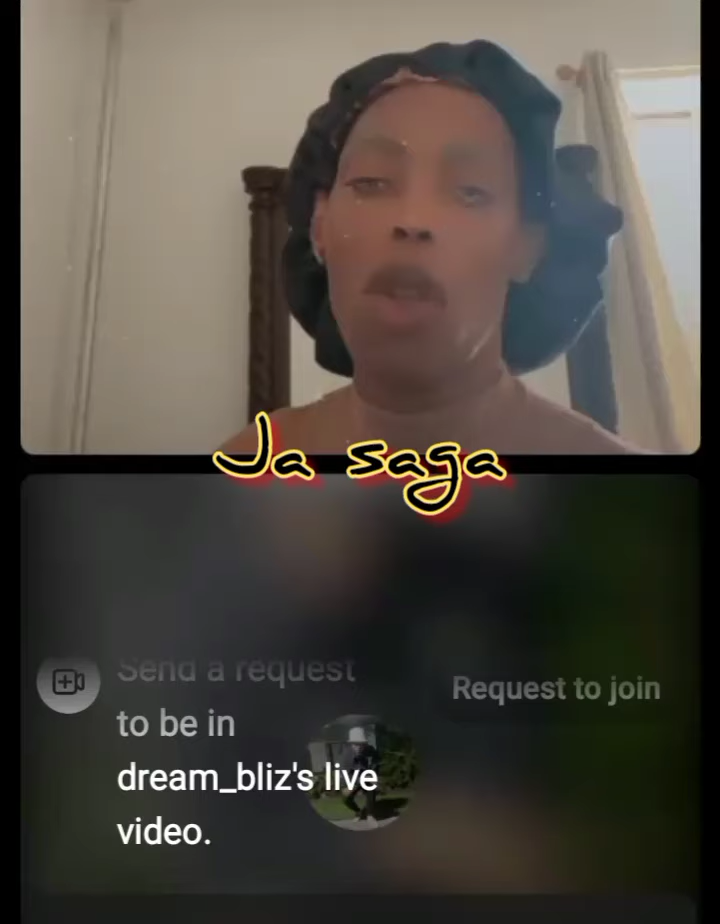 Ja saga
Send a request
to be in
dream_bliz's live
video.
Request to join